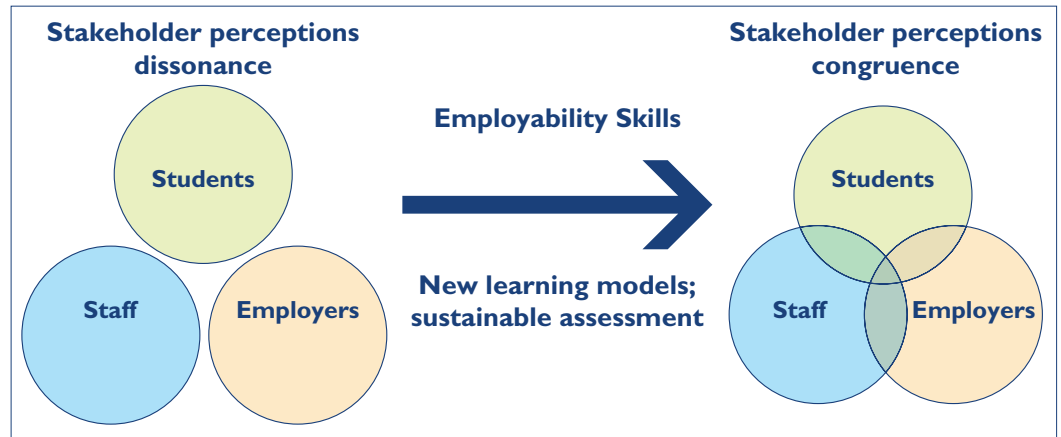 Stakeholder perceptions
dissonance
Students
Staff
Employers
Employability Skills
New learning models;
sustainable assessment
Stakeholder perceptions
congruence
Students
Staff
Employers